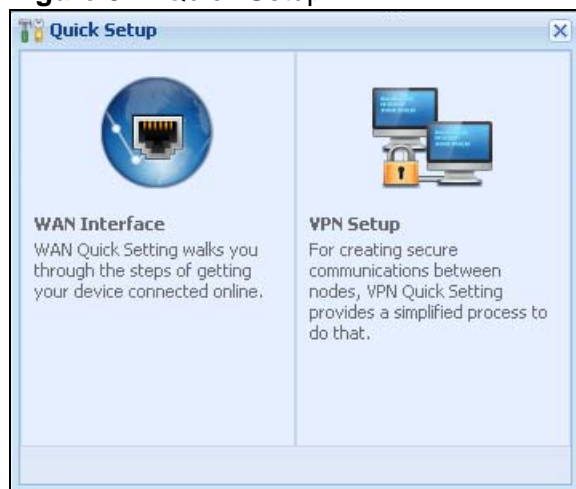 Quick Setup
WAN Interface
WAN Quick Setting walks you
through the steps of getting
your device connected online.
VPN Setup
For creating secure
communications between
nodes, VPN Quick Setting
provides a simplified process to
do that.